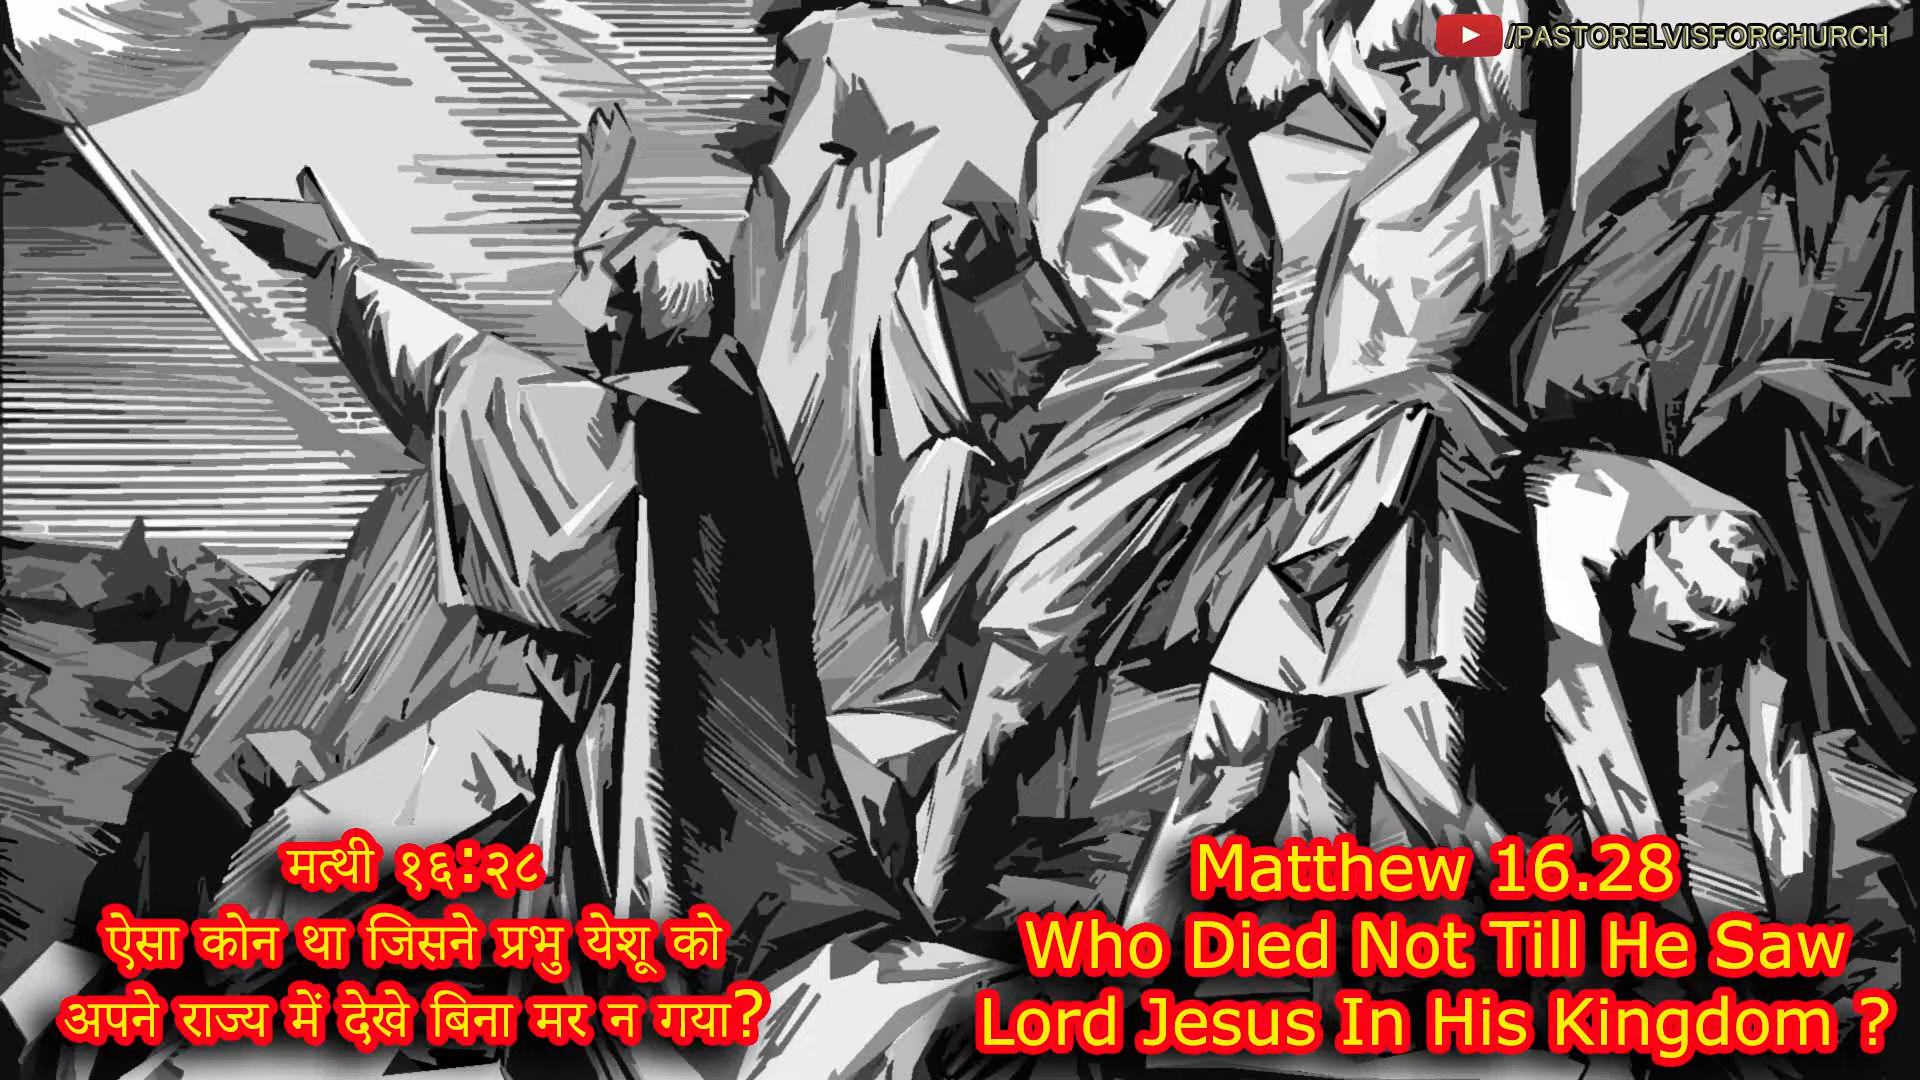 /PASTORELVISFORCHURCH
मत्थी १६:२८
ऐसा कोन था जिसने प्रभु येशू को
अपने राज्य में देखे बिना मर न गया?
Matthew 16.28
Who Died Not Till He Saw
Lord Jesus In His Kingdom ?